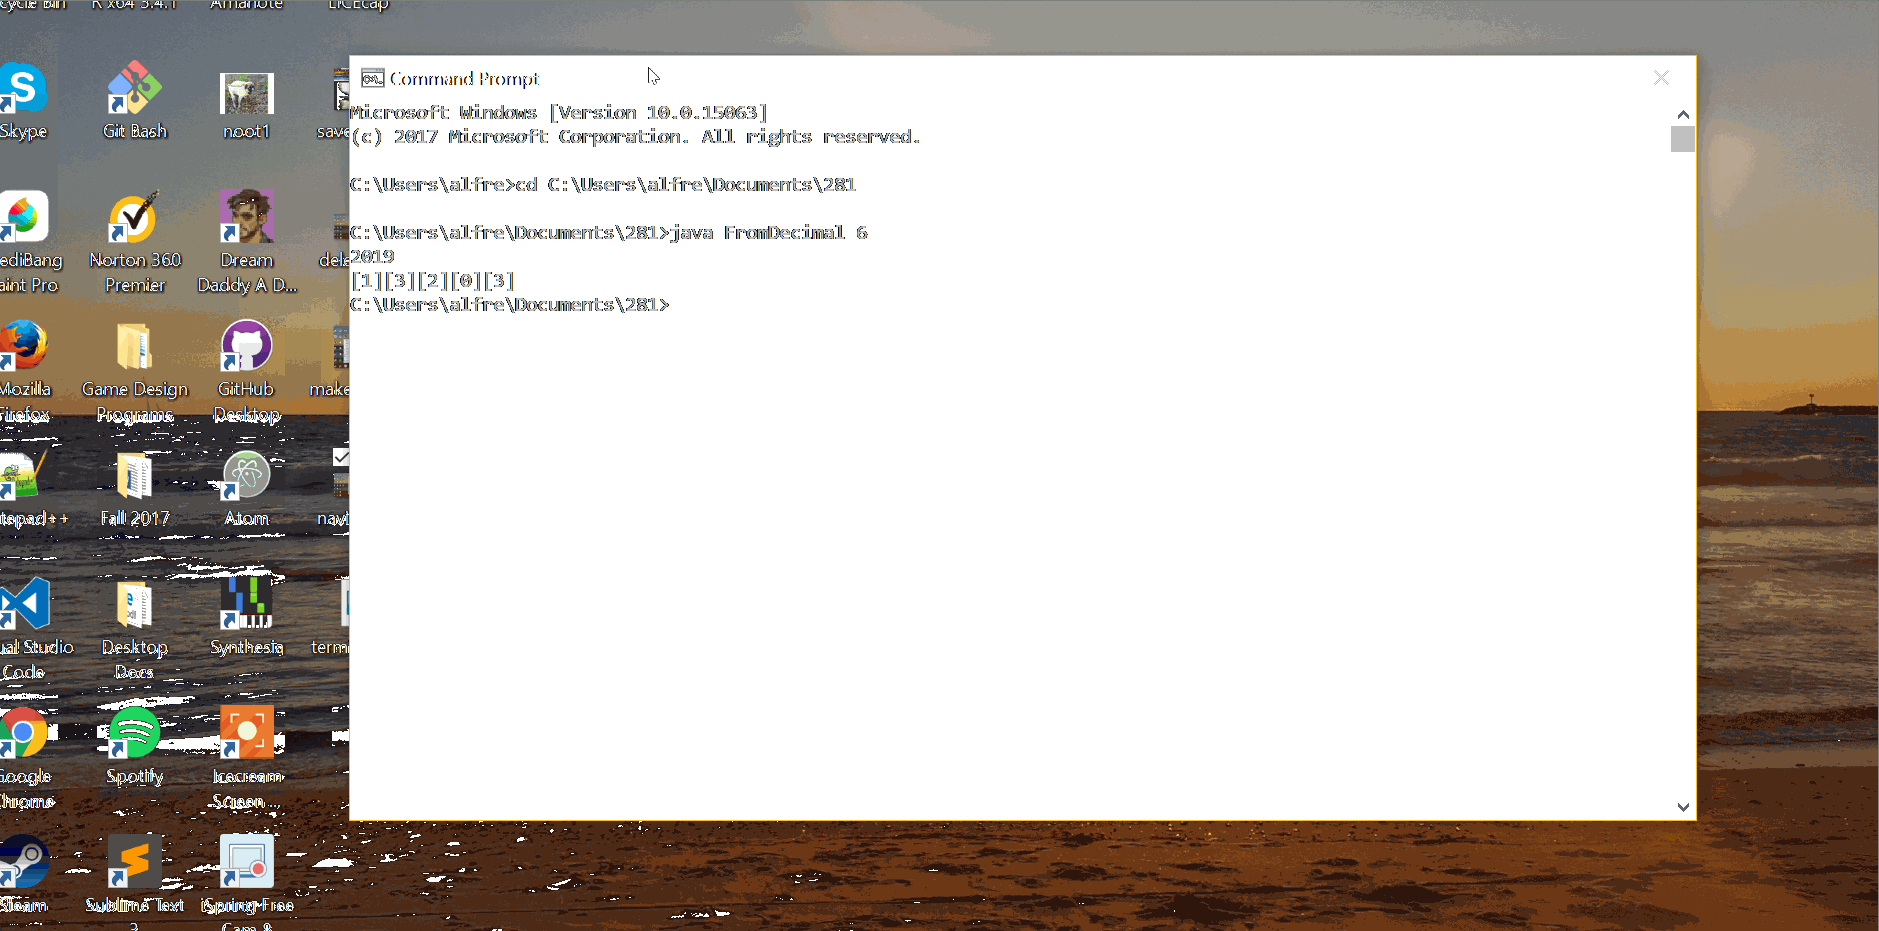 cycle Bin
R x64 3.4.1
Amanote
LICEcap
Command Prompt
Microsoft Windows [Version 10.0.15063]
(c) 2017 Microsoft Corporation. All rights reserved.
C:\Users\alfre>cd C:\Users\alfre\Documents\281
C:\Users\alfre\Documents\281>java FromDecimal 6
2019
[1][3][2][0][3]
C:\Users\alfre\Documents\281>
Skype
Git Bash
noot1
save
ediBang
aint Pro
Norton 360
Premier
Dream
Daddy A D...
dele
Mozilla
Firefox
Game Design
Programs
GitHub
Desktop
make
tepad++
Fall 2017
Atom
navi
ual Studio
Code
Desktop
Docs
Synthesia
term
Google
Chrome
Spotify
Icecream
Screen ...
Steam
Sublime Text
3
iSpring Free
Cam 8